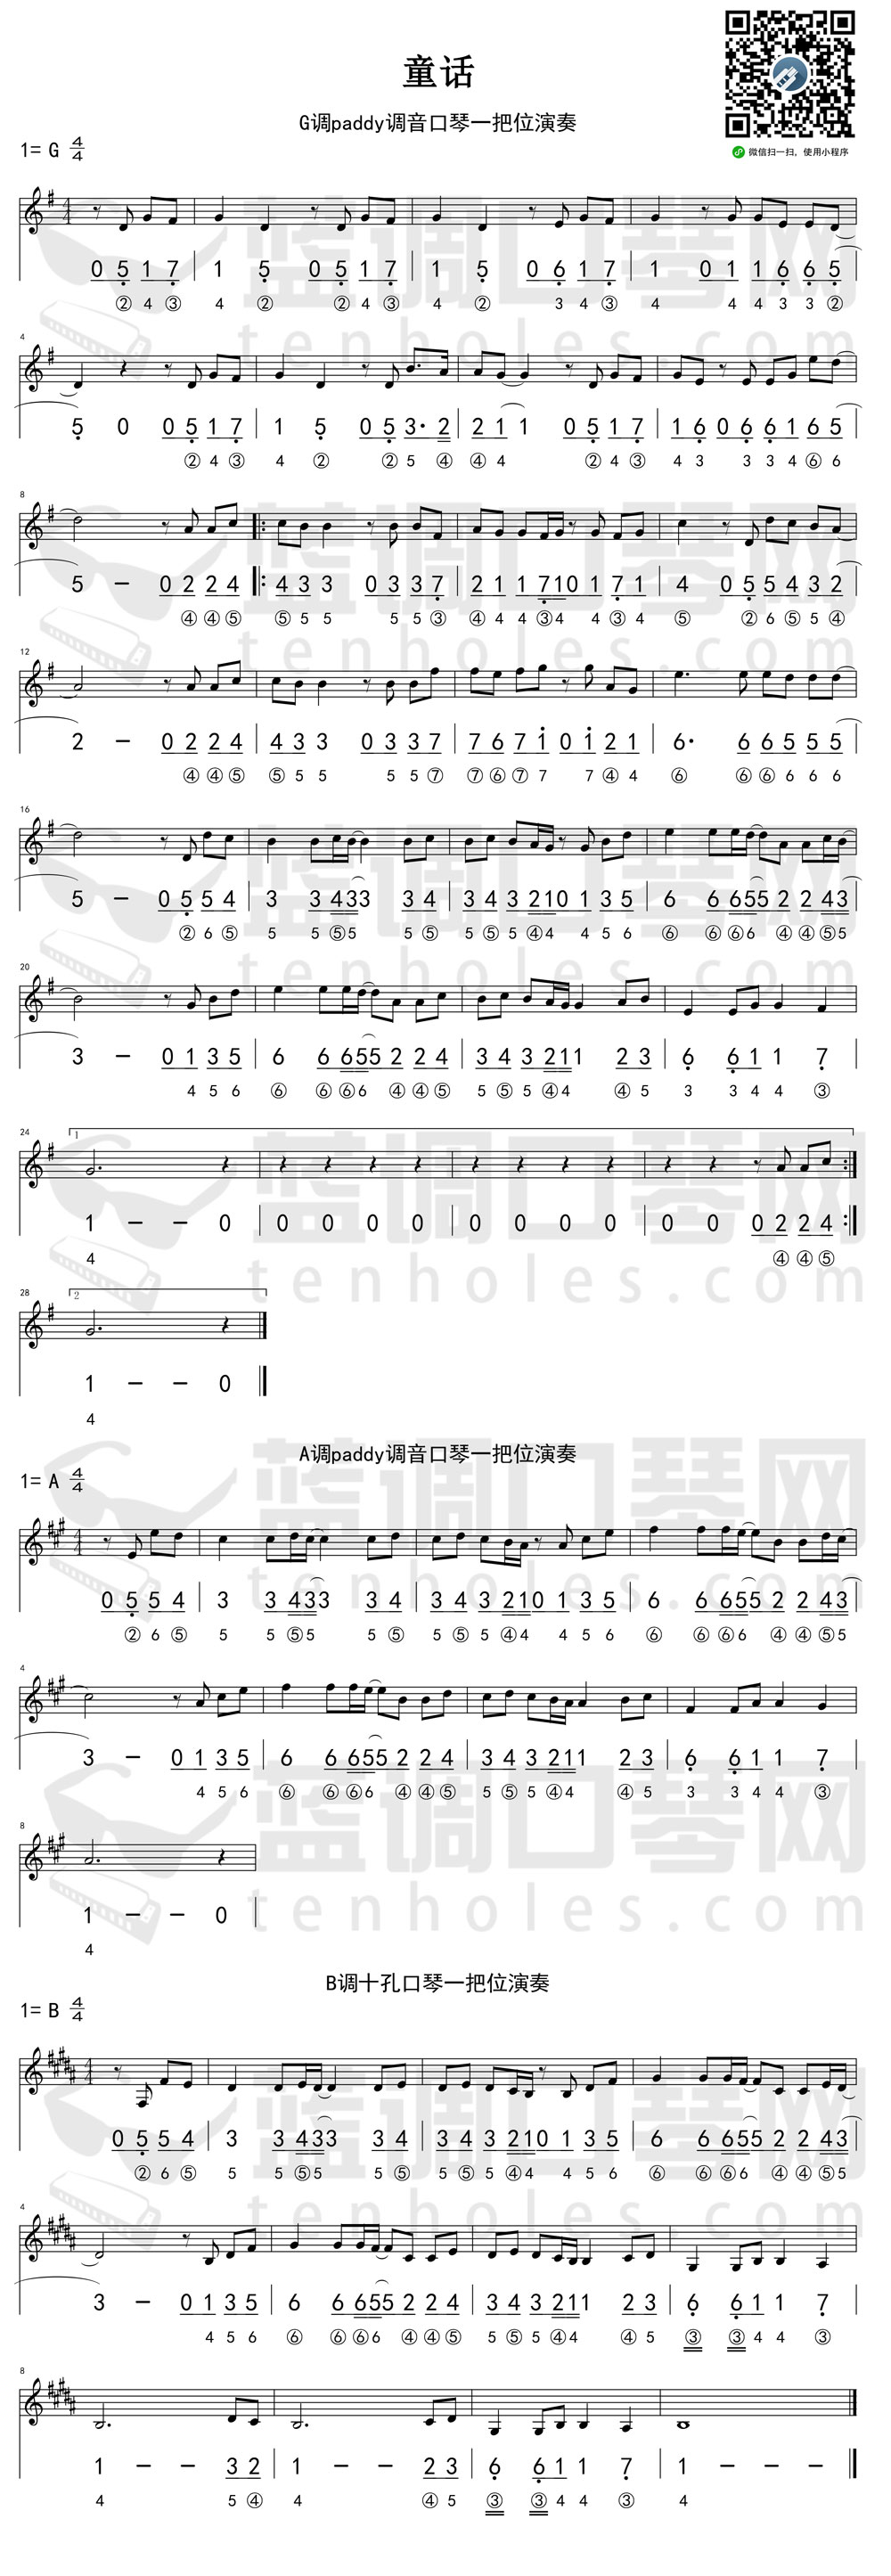 童话
G调paddy调音口琴一把位演奏
1= G 4/4
微信扫一扫，使用小程序
0 5 1 7 | 1 5 0 5 1 7 | 1 5 0 6 1 7 | 1 0 1 1 6 6 5
② 4 ③ 4 ② ② 4 ③ 4 ② 3 4 ③ 4 4 4 3 3 ②
4
5 0 0 5 1 7 | 1 5 0 5 3· 2 | 2 1 1 0 5 1 7 | 1 6 0 6 6 1 6 5
② 4 ③ 4 ② ② 5 ④ ④ 4 ② 4 ③ 4 3 3 3 4 ⑥ 6
8
5 － 0 2 2 4 |: 4 3 3 0 3 3 7 | 2 1 1 7 1 0 1 7 1 | 4 0 5 5 4 3 2
④ ④ ⑤ ⑤ 5 5 5 5 ③ ④ 4 4 ③ 4 4 ③ 4 ⑤ ② 6 ⑤ 5 ④
12
2 － 0 2 2 4 | 4 3 3 0 3 3 7 | 7 6 7 1 0 1 2 1 | 6· 6 6 5 5 5
④ ④ ⑤ ⑤ 5 5 5 5 ⑦ ⑦ ⑥ ⑦ 7 7 ④ 4 ⑥ ⑥ ⑥ 6 6 6
16
5 － 0 5 5 4 | 3 3 4 3 3 3 4 | 3 4 3 2 1 0 1 3 5 | 6 6 6 5 5 2 2 4 3
② 6 ⑤ 5 5 ⑤ 5 5 ⑤ 5 ⑤ 5 ④ 4 4 5 6 ⑥ ⑥ ⑥ 6 ④ ④ ⑤ 5
20
3 － 0 1 3 5 | 6 6 6 5 5 2 2 4 | 3 4 3 2 1 1 2 3 | 6 6 1 1 7
4 5 6 ⑥ ⑥ ⑥ 6 ④ ④ ⑤ 5 ⑤ 5 ④ 4 ④ 5 3 3 4 4 ③
24
1
1 － － 0 | 0 0 0 0 | 0 0 0 0 | 0 0 0 2 2 4 :|
4 ④ ④ ⑤
28
2
1 － － 0
4
A调paddy调音口琴一把位演奏
1= A 4/4
0 5 5 4 | 3 3 4 3 3 3 4 | 3 4 3 2 1 0 1 3 5 | 6 6 6 5 5 2 2 4 3
② 6 ⑤ 5 5 ⑤ 5 5 ⑤ 5 ⑤ 5 ④ 4 4 5 6 ⑥ ⑥ ⑥ 6 ④ ④ ⑤ 5
4
3 － 0 1 3 5 | 6 6 6 5 5 2 2 4 | 3 4 3 2 1 1 2 3 | 6 6 1 1 7
4 5 6 ⑥ ⑥ ⑥ 6 ④ ④ ⑤ 5 ⑤ 5 ④ 4 ④ 5 3 3 4 4 ③
8
1 － － 0
4
B调十孔口琴一把位演奏
1= B 4/4
0 5 5 4 | 3 3 4 3 3 3 4 | 3 4 3 2 1 0 1 3 5 | 6 6 6 5 5 2 2 4 3
② 6 ⑤ 5 5 ⑤ 5 5 ⑤ 5 ⑤ 5 ④ 4 4 5 6 ⑥ ⑥ ⑥ 6 ④ ④ ⑤ 5
4
3 － 0 1 3 5 | 6 6 6 5 5 2 2 4 | 3 4 3 2 1 1 2 3 | 6 6 1 1 7
4 5 6 ⑥ ⑥ ⑥ 6 ④ ④ ⑤ 5 ⑤ 5 ④ 4 ④ 5 ③ ③ 4 4 ③
8
1 － － 3 2 | 1 － － 2 3 | 6 6 1 1 7 | 1 － － －
4 5 ④ 4 ④ 5 ③ ③ 4 4 ③ 4
蓝调口琴网
tenholes.com